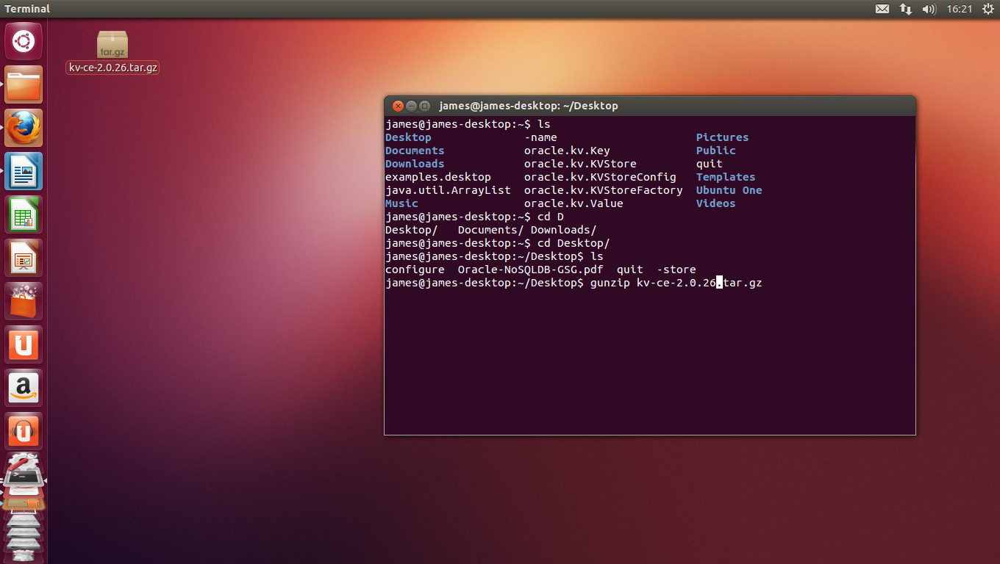 Terminal
16:21
tar.gz
kv-ce-2.0.26.tar.gz
james@james-desktop: ~/Desktop
james@james-desktop:~$ ls
Desktop -name Pictures
Documents oracle.kv.Key Public
Downloads oracle.kv.KVStore quit
examples.desktop oracle.kv.KVStoreConfig Templates
java.util.ArrayList oracle.kv.KVStoreFactory Ubuntu One
Music oracle.kv.Value Videos
james@james-desktop:~$ cd D
Desktop/ Documents/ Downloads/
james@james-desktop:~$ cd Desktop/
james@james-desktop:~/Desktop$ ls
configure Oracle-NoSQLDB-GSG.pdf quit -store
james@james-desktop:~/Desktop$ gunzip kv-ce-2.0.26.tar.gz